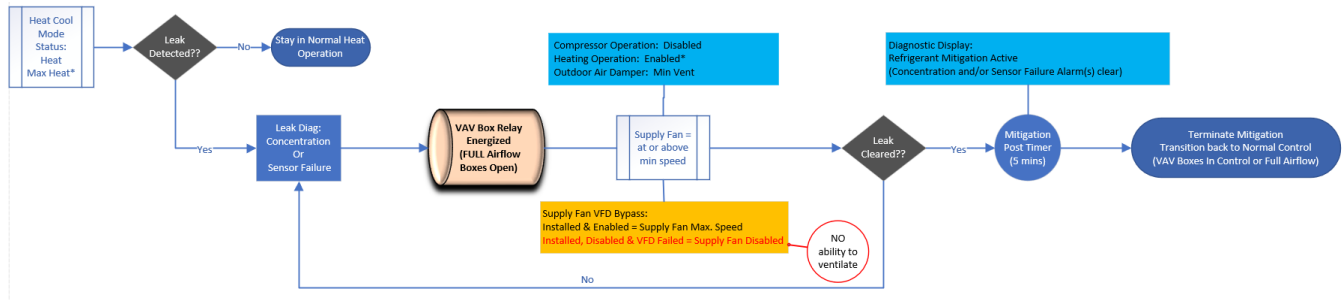 Heat Cool
Mode
Status:
Heat
Max Heat*
Leak
Detected??
No
Stay in Normal Heat
Operation
Yes
Leak Diag:
Concentration
Or
Sensor Failure
VAV Box Relay
Energized
(FULL Airflow
Boxes Open)
Compressor Operation: Disabled
Heating Operation: Enabled*
Outdoor Air Damper: Min Vent
Supply Fan =
at or above
min speed
Supply Fan VFD Bypass:
Installed & Enabled = Supply Fan Max. Speed
Installed, Disabled & VFD Failed = Supply Fan Disabled
NO
ability to
ventilate
Leak
Cleared??
No
Yes
Diagnostic Display:
Refrigerant Mitigation Active
(Concentration and/or Sensor Failure Alarm(s) clear)
Mitigation
Post Timer
(5 mins)
Terminate Mitigation
Transition back to Normal Control
(VAV Boxes In Control or Full Airflow)